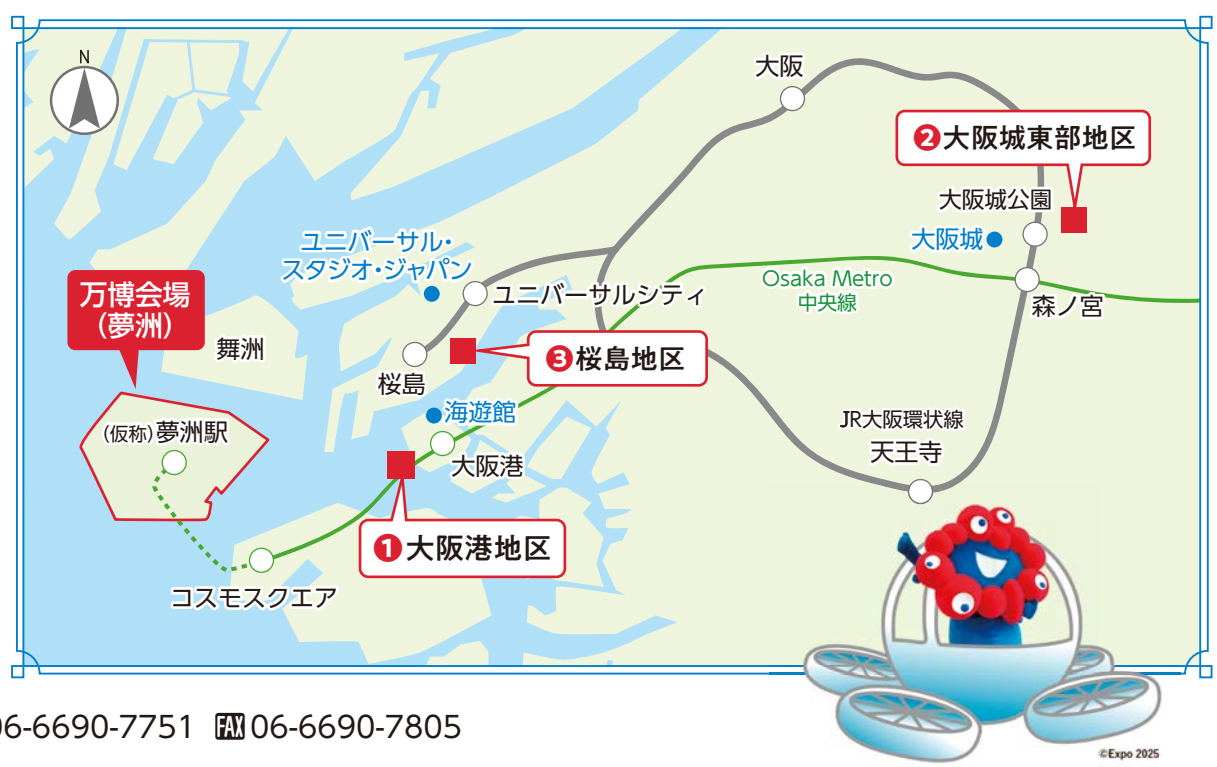 N
大阪
❷大阪城東部地区
大阪城公園
大阪城
ユニバーサル・
スタジオ・ジャパン
Osaka Metro
中央線
万博会場
(夢洲)
ユニバーサルシティ
森ノ宮
舞洲
❸桜島地区
桜島
海遊館
JR大阪環状線
(仮称)夢洲駅
天王寺
大阪港
❶大阪港地区
コスモスクエア
06-6690-7751 FAX 06-6690-7805
©Expo 2025